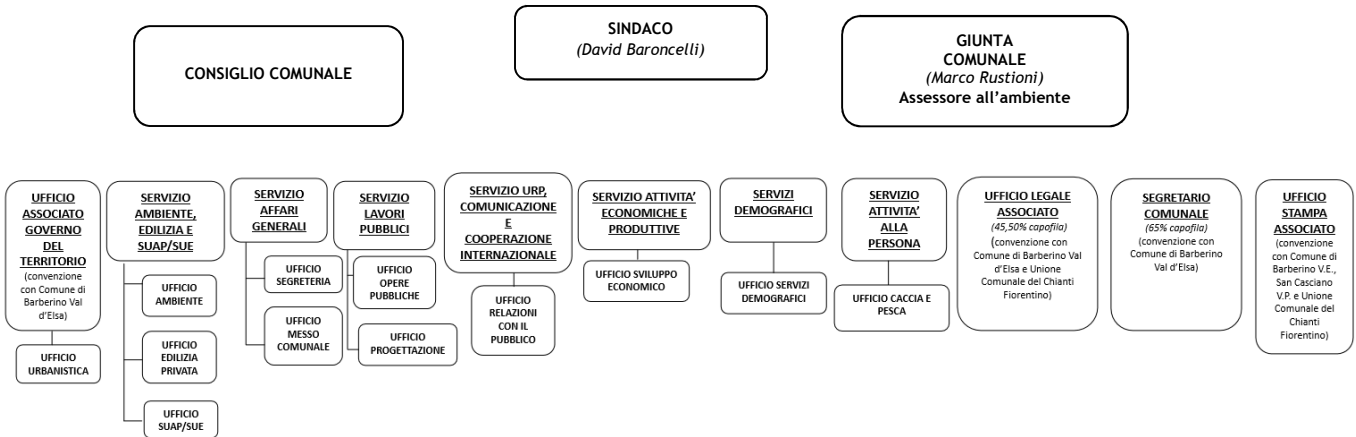 CONSIGLIO COMUNALE
SINDACO
(David Baroncelli)
GIUNTA
COMUNALE
(Marco Rustioni)
Assessore all'ambiente
UFFICIO
ASSOCIATO
GOVERNO
DEL
TERRITORIO
(convenzione
con Comune di
Barberino Val
d'Elsa)
UFFICIO
URBANISTICA
SERVIZIO
AMBIENTE,
EDILIZIA E
SUAP/SUE
UFFICIO
AMBIENTE
UFFICIO
EDILIZIA
PRIVATA
UFFICIO
SUAP/SUE
SERVIZIO
AFFARI
GENERALI
UFFICIO
SEGRETERIA
UFFICIO
MESSO
COMUNALE
SERVIZIO
LAVORI
PUBBLICI
UFFICIO
OPERE
PUBBLICHE
UFFICIO
PROGETTAZIONE
SERVIZIO URP,
COMUNICAZIONE
E
COOPERAZIONE
INTERNAZIONALE
UFFICIO
RELAZIONI
CON IL
PUBBLICO
SERVIZIO ATTIVITA'
ECONOMICHE E
PRODUTTIVE
UFFICIO SVILUPPO
ECONOMICO
SERVIZI
DEMOGRAFICI
UFFICIO SERVIZI
DEMOGRAFICI
SERVIZIO
ATTIVITA'
ALLA
PERSONA
UFFICIO CACCIA E
PESCA
UFFICIO LEGALE
ASSOCIATO
(45,50% capofila)
(convenzione con
Comune di Barberino Val
d'Elsa e Unione
Comunale del Chianti
Fiorentino)
SEGRETARIO
COMUNALE
(65% capofila)
(convenzione con
Comune di Barberino
Val d'Elsa)
UFFICIO
STAMPA
ASSOCIATO
(convenzione
con Comune di
Barberino V.E.,
San Casciano
V.P. e Unione
Comunale del
Chianti
Fiorentino)